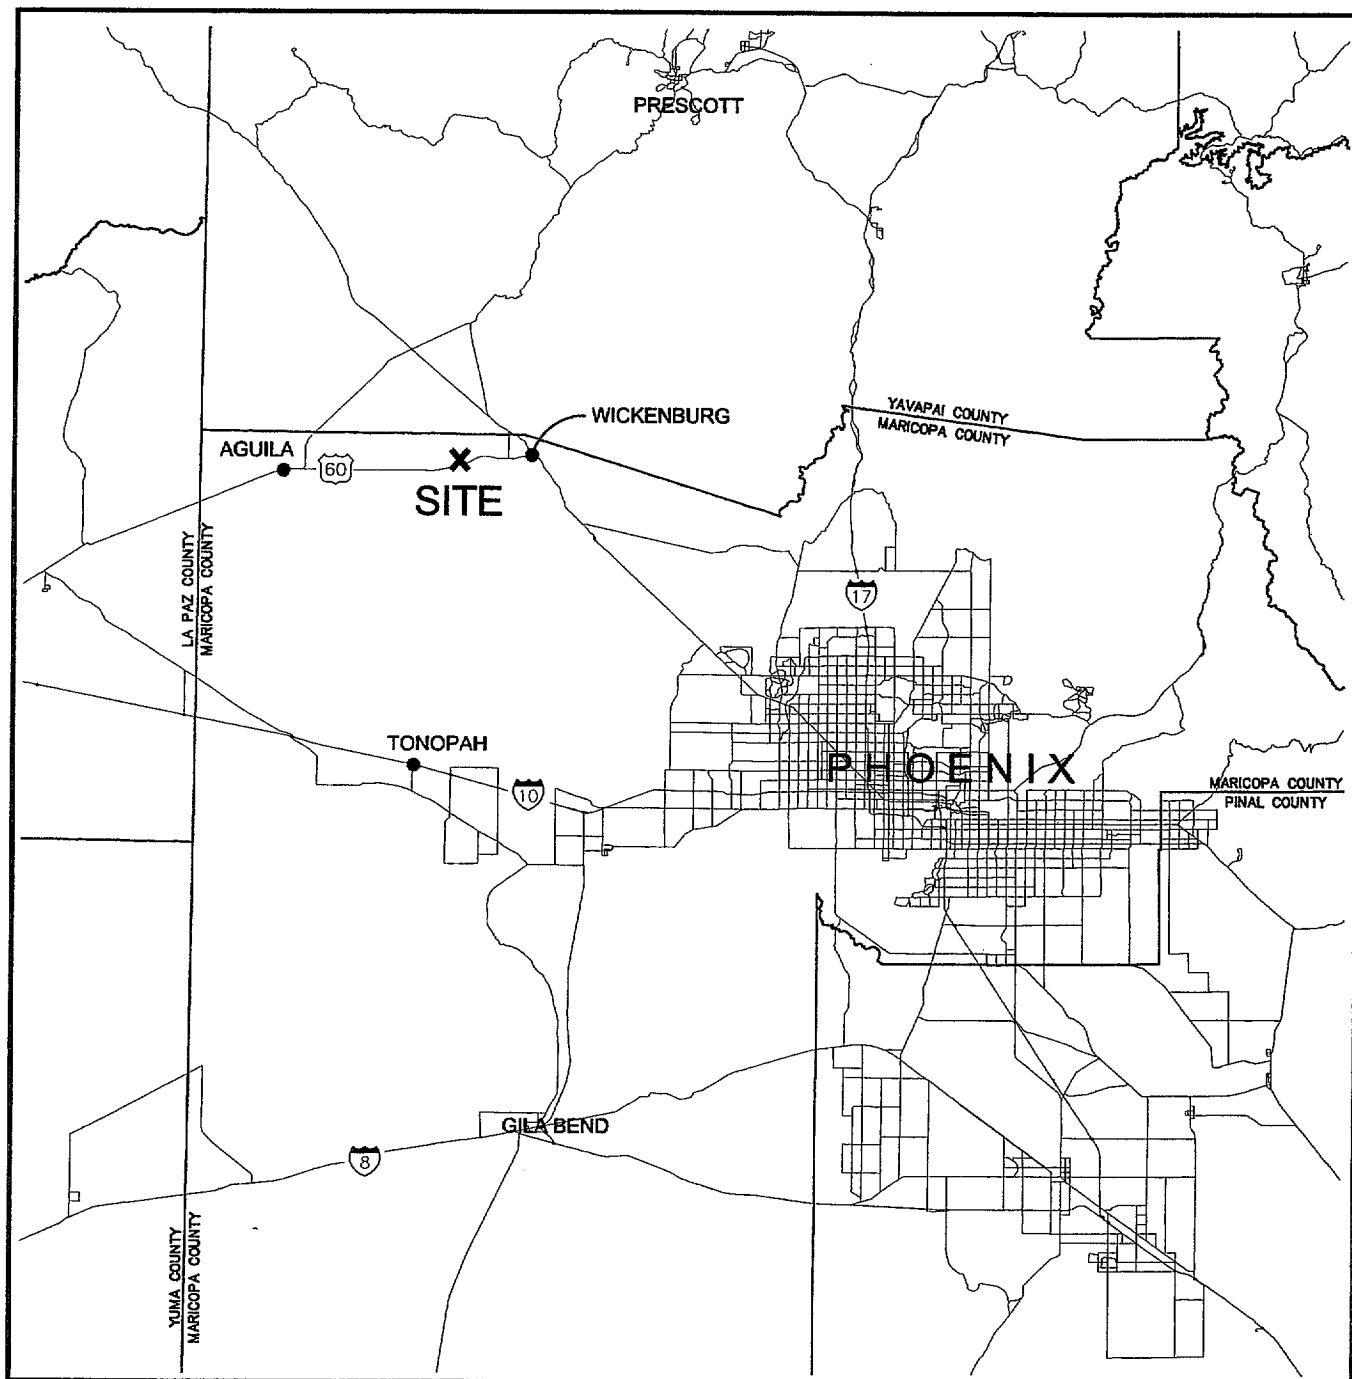 PRESCOTT
YAVAPAI COUNTY
MARICOPA COUNTY
WICKENBURG
AGUILA
60
SITE
LA PAZ COUNTY
MARICOPA COUNTY
17
TONOPAH
10
PHOENIX
MARICOPA COUNTY
PINAL COUNTY
GILA BEND
8
YUMA COUNTY
MARICOPA COUNTY